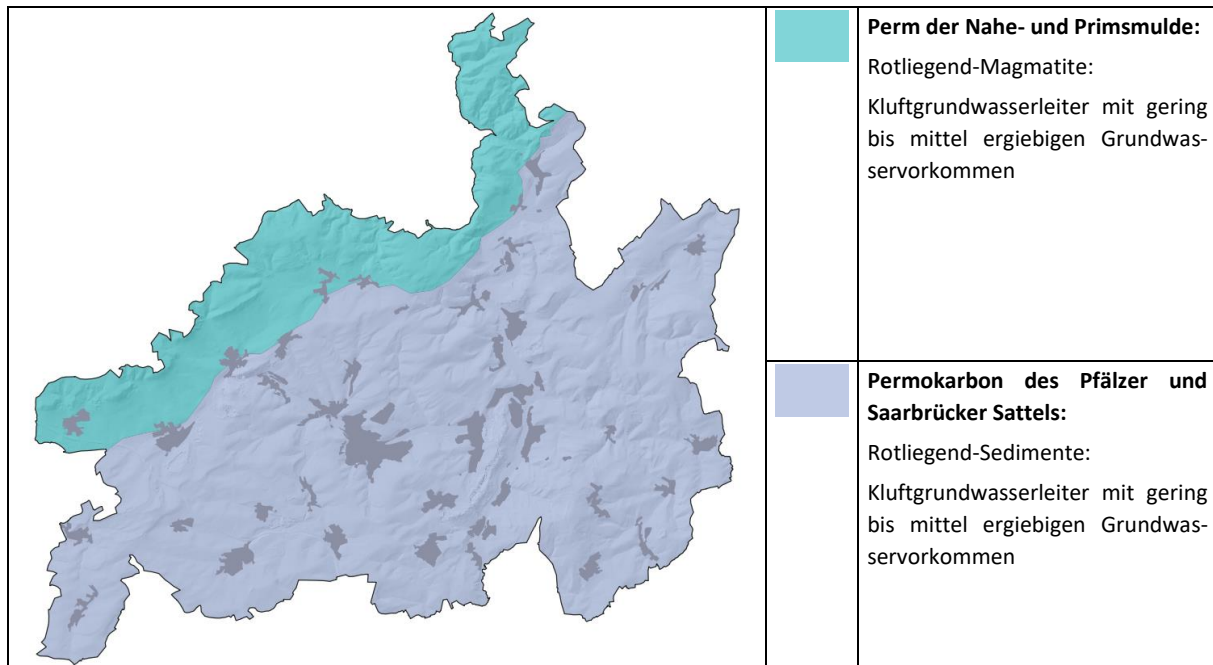 Perm der Nahe- und Primsmulde:
Rotliegend-Magmatite:
Kluftgrundwasserleiter mit gering
bis mittel ergiebigen Grundwas-
servorkommen
Permokarbon des Pfälzer und
Saarbrücker Sattels:
Rotliegend-Sedimente:
Kluftgrundwasserleiter mit gering
bis mittel ergiebigen Grundwas-
servorkommen